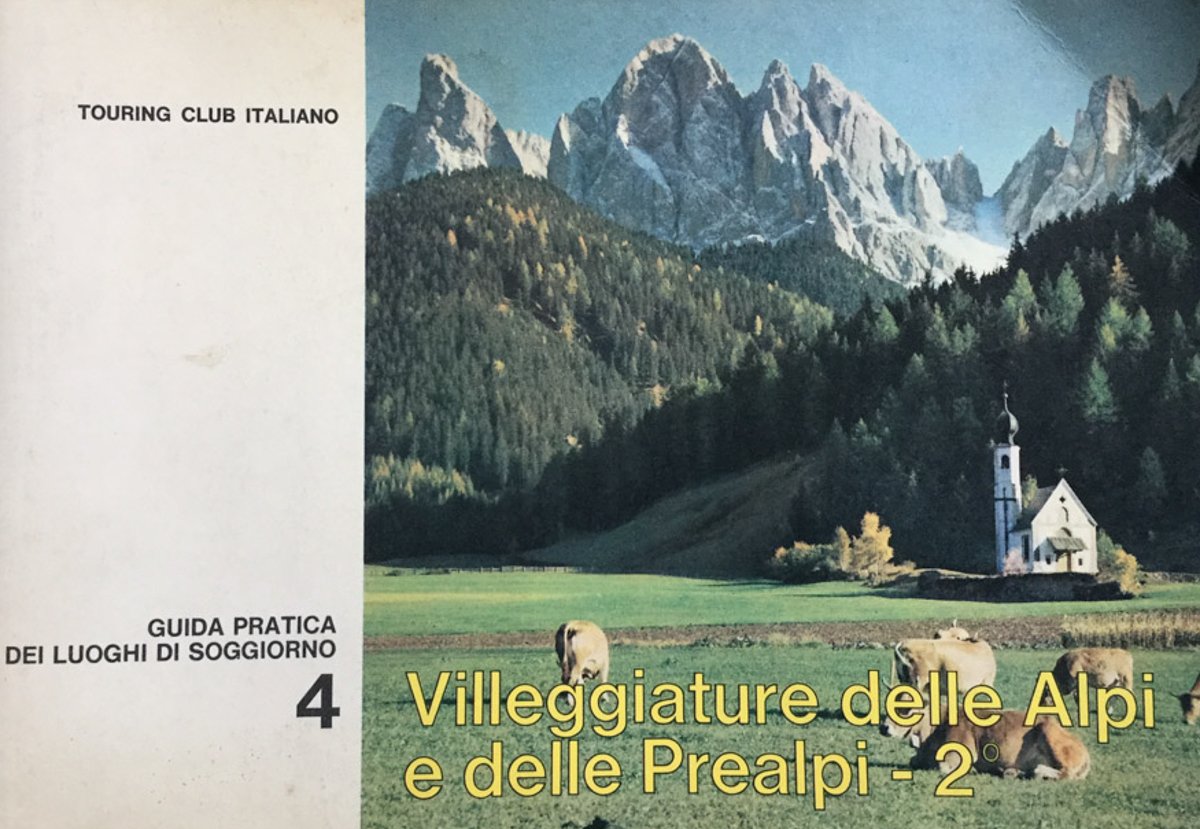 TOURING CLUB ITALIANO
GUIDA PRATICA
DEI LUOGHI DI SOGGIORNO
4
Villeggiature delle Alpi
e delle Prealpi - 2°